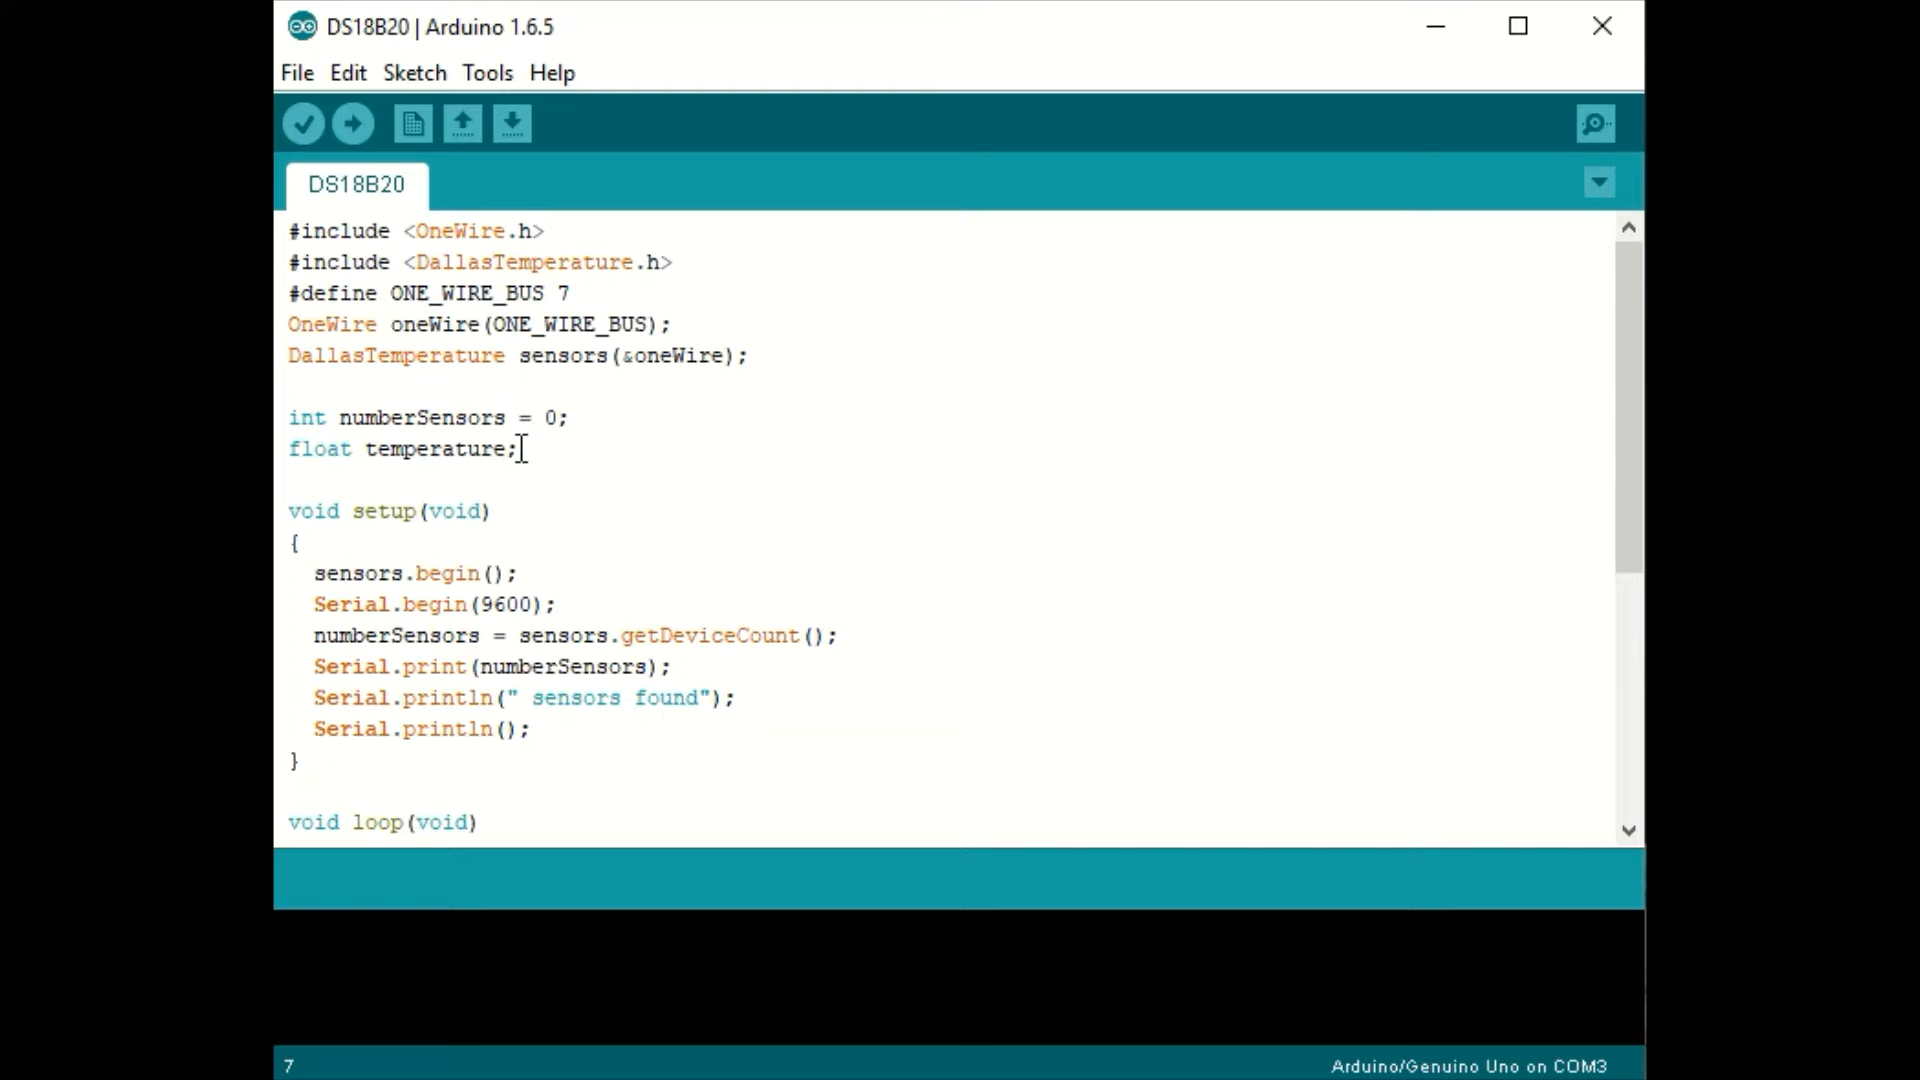 DS18B20 | Arduino 1.6.5
File Edit Sketch Tools Help
DS18B20
#include <OneWire.h>
#include <DallasTemperature.h>
#define ONE_WIRE_BUS 7
OneWire oneWire(ONE_WIRE_BUS);
DallasTemperature sensors(&oneWire);
int numberSensors = 0;
float temperature;
void setup(void)
{
sensors.begin();
Serial.begin(9600);
numberSensors = sensors.getDeviceCount();
Serial.print(numberSensors);
Serial.println(" sensors found");
Serial.println();
}
void loop(void)
7
Arduino/Genuino Uno on COM3